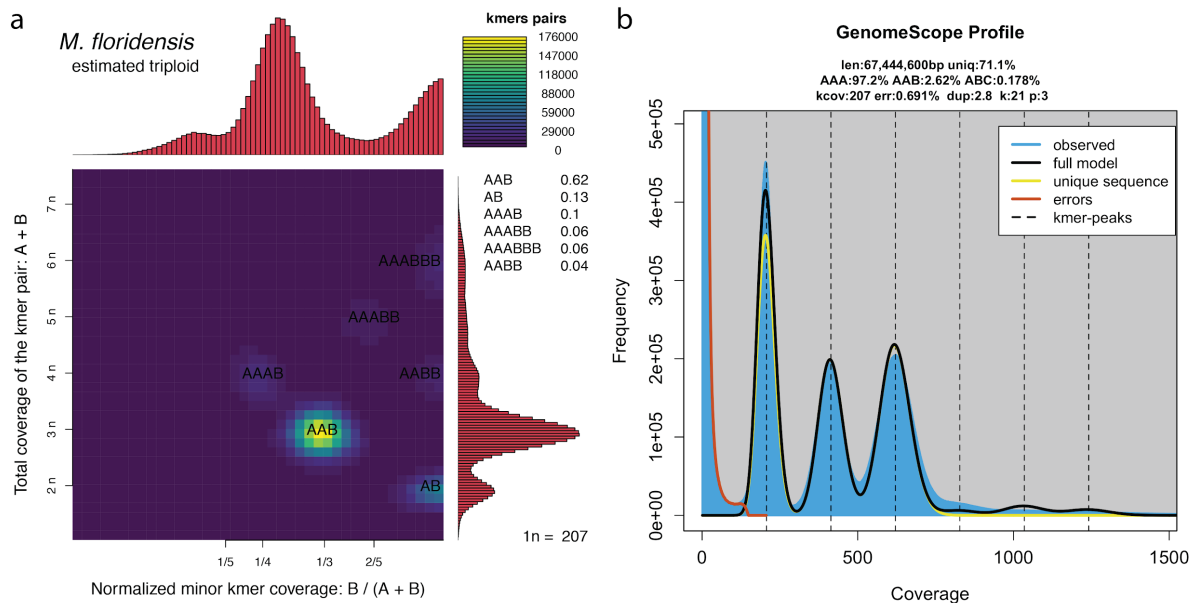 a
M. floridensis
estimated triploid
kmers pairs
176000
147000
118000
88000
59000
29000
0
Total coverage of the kmer pair: A + B
7 n
6 n
5 n
4 n
3 n
2 n
AAABBB
AAABB
AAAB
AABB
AAB
AB
AAB 0.62
AB 0.13
AAAB 0.1
AAABB 0.06
AAABBB 0.06
AABB 0.04
1n = 207
1/5 1/4 1/3 2/5
Normalized minor kmer coverage: B / (A + B)
b
GenomeScope Profile
len:67,444,600bp uniq:71.1%
AAA:97.2% AAB:2.62% ABC:0.178%
kcov:207 err:0.691% dup:2.8 k:21 p:3
Frequency
5e+05
4e+05
3e+05
2e+05
1e+05
0e+00
observed
full model
unique sequence
errors
kmer-peaks
0 500 1000 1500
Coverage